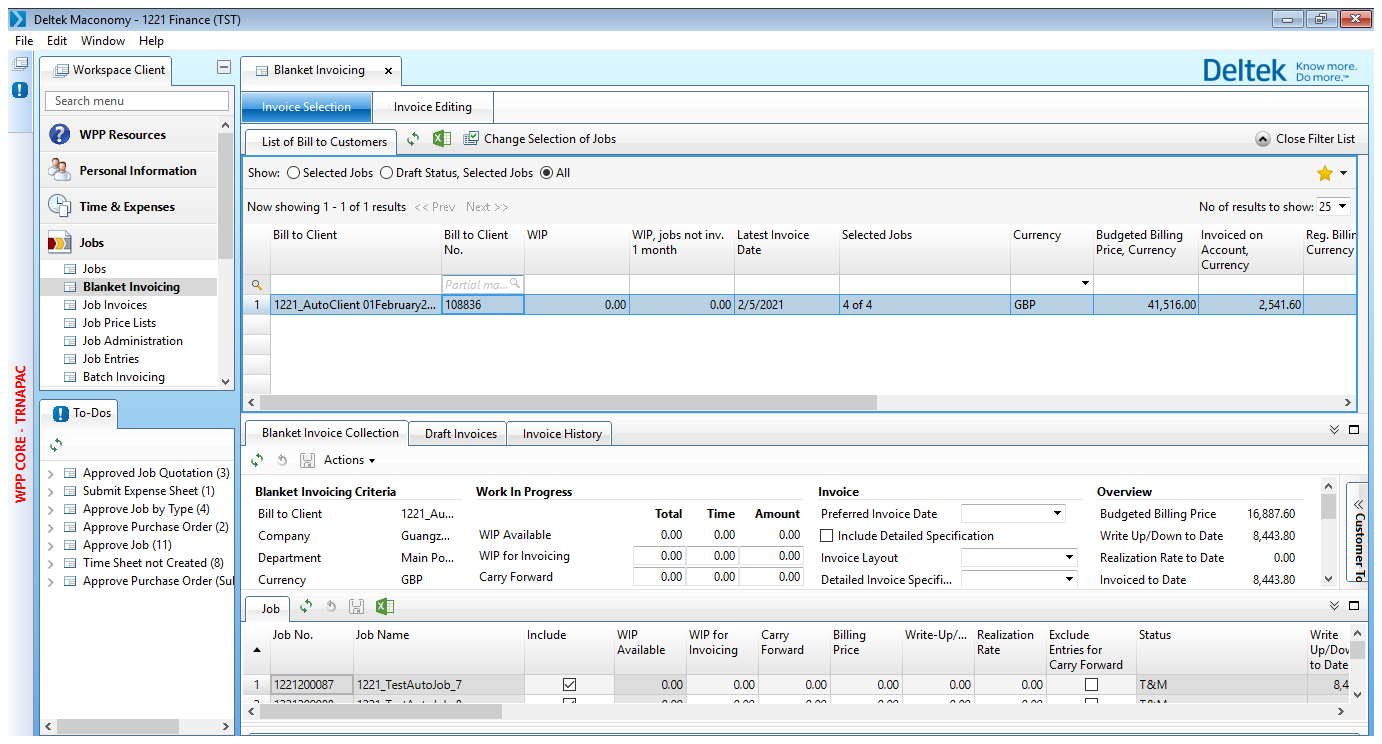 Deltek Maconomy - 1221 Finance (TST)
File Edit Window Help
Workspace Client
Search menu
WPP Resources
Personal Information
Time & Expenses
Jobs
Jobs
Blanket Invoicing
Job Invoices
Job Price Lists
Job Administration
Job Entries
Batch Invoicing
WPP CORE - TRNAPAC
To-Dos
Approved Job Quotation (3)
Submit Expense Sheet (1)
Approve Job by Type (4)
Approve Purchase Order (2)
Approve Job (11)
Time Sheet not Created (8)
Approve Purchase Order (Sul
Blanket Invoicing x
Deltek Know more. Do more.™
Invoice Selection Invoice Editing
List of Bill to Customers Change Selection of Jobs Close Filter List
Show: Selected Jobs Draft Status, Selected Jobs All
Now showing 1 - 1 of 1 results << Prev Next >> No of results to show: 25
Bill to Client Bill to Client No. WIP WIP, jobs not inv. 1 month Latest Invoice Date Selected Jobs Currency Budgeted Billing Price, Currency Invoiced on Account, Currency Reg. Billin Currency
Partial ma...
1 1221_AutoClient 01February2... 108836 0.00 0.00 2/5/2021 4 of 4 GBP 41,516.00 2,541.60
Blanket Invoice Collection Draft Invoices Invoice History
Actions
Blanket Invoicing Criteria Work In Progress Invoice Overview
Bill to Client 1221_Au... Total Time Amount Preferred Invoice Date Budgeted Billing Price 16,887.60
Company Guangz... WIP Available 0.00 0.00 0.00 Include Detailed Specification Write Up/Down to Date 8,443.80
Department Main Po... WIP for Invoicing 0.00 0.00 0.00 Invoice Layout Realization Rate to Date 0.00
Currency GBP Carry Forward 0.00 0.00 0.00 Detailed Invoice Specifi... Invoiced to Date 8,443.80
<< Customer To
Job
Job No. Job Name Include WIP Available WIP for Invoicing Carry Forward Billing Price Write-Up/... Realization Rate Exclude Entries for Carry Forward Status Write Up/Dov to Date
1 1221200087 1221_TestAutoJob_7 0.00 0.00 0.00 0.00 0.00 0.00 T&M 8,4